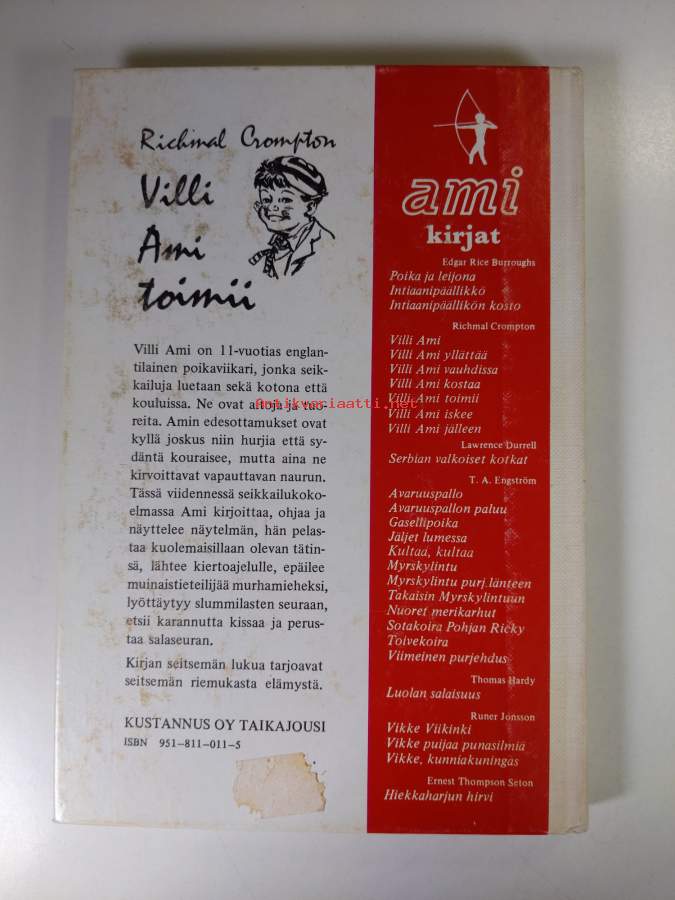 Richmal Crompton
Villi
Ami
toimii
Villi Ami on 11-vuotias englan-
tilainen poikaviikari, jonka seik-
kailuja luetaan sekä kotona että
kouluissa. Ne ovat aitoja ja tuo-
reita. Amin edesottamukset ovat
kyllä joskus niin hurjia että sy-
däntä kouraisee, mutta aina ne
kirvoittavat vapauttavan naurun.
Tässä viidennessä seikkailukoko-
elmassa Ami kirjoittaa, ohjaa ja
näyttelee näytelmän, hän pelas-
taa kuolemaisillaan olevan tätin-
sä, lähtee kiertoajelulle, epäilee
muinaistieteilijää murhamieheksi,
lyöttäytyy slummilasten seuraan,
etsii karannutta kissaa ja perus-
taa salaseuran.
Kirjan seitsemän lukua tarjoavat
seitsemän riemukasta elämystä.
KUSTANNUS OY TAIKAJOUSI
ISBN 951-811-011-5
ami
kirjat
Edgar Rice Burroughs
Poika ja leijona
Intiaanipäällikkö
Intiaanipäällikön kosto
Richmal Crompton
Villi Ami
Villi Ami yllättää
Villi Ami vauhdissa
Villi Ami kostaa
Villi Ami toimii
Villi Ami iskee
Villi Ami jälleen
Lawrence Durrell
Serbian valkoiset kotkat
T. A. Engström
Avaruuspallo
Avaruuspallon paluu
Gasellipoika
Jäljet lumessa
Kultaa, kultaa
Myrskylintu
Myrskylintu purj.länteen
Takaisin Myrskylintuun
Nuoret merikarhut
Sotakoira Pohjan Ricky
Toivekoira
Viimeinen purjehdus
Thomas Hardy
Luolan salaisuus
Runer Jonsson
Vikke Viikinki
Vikke puijaa punasilmiä
Vikke, kunniakuningas
Ernest Thompson Seton
Hiekkaharjun hirvi
antikvariaatti.net